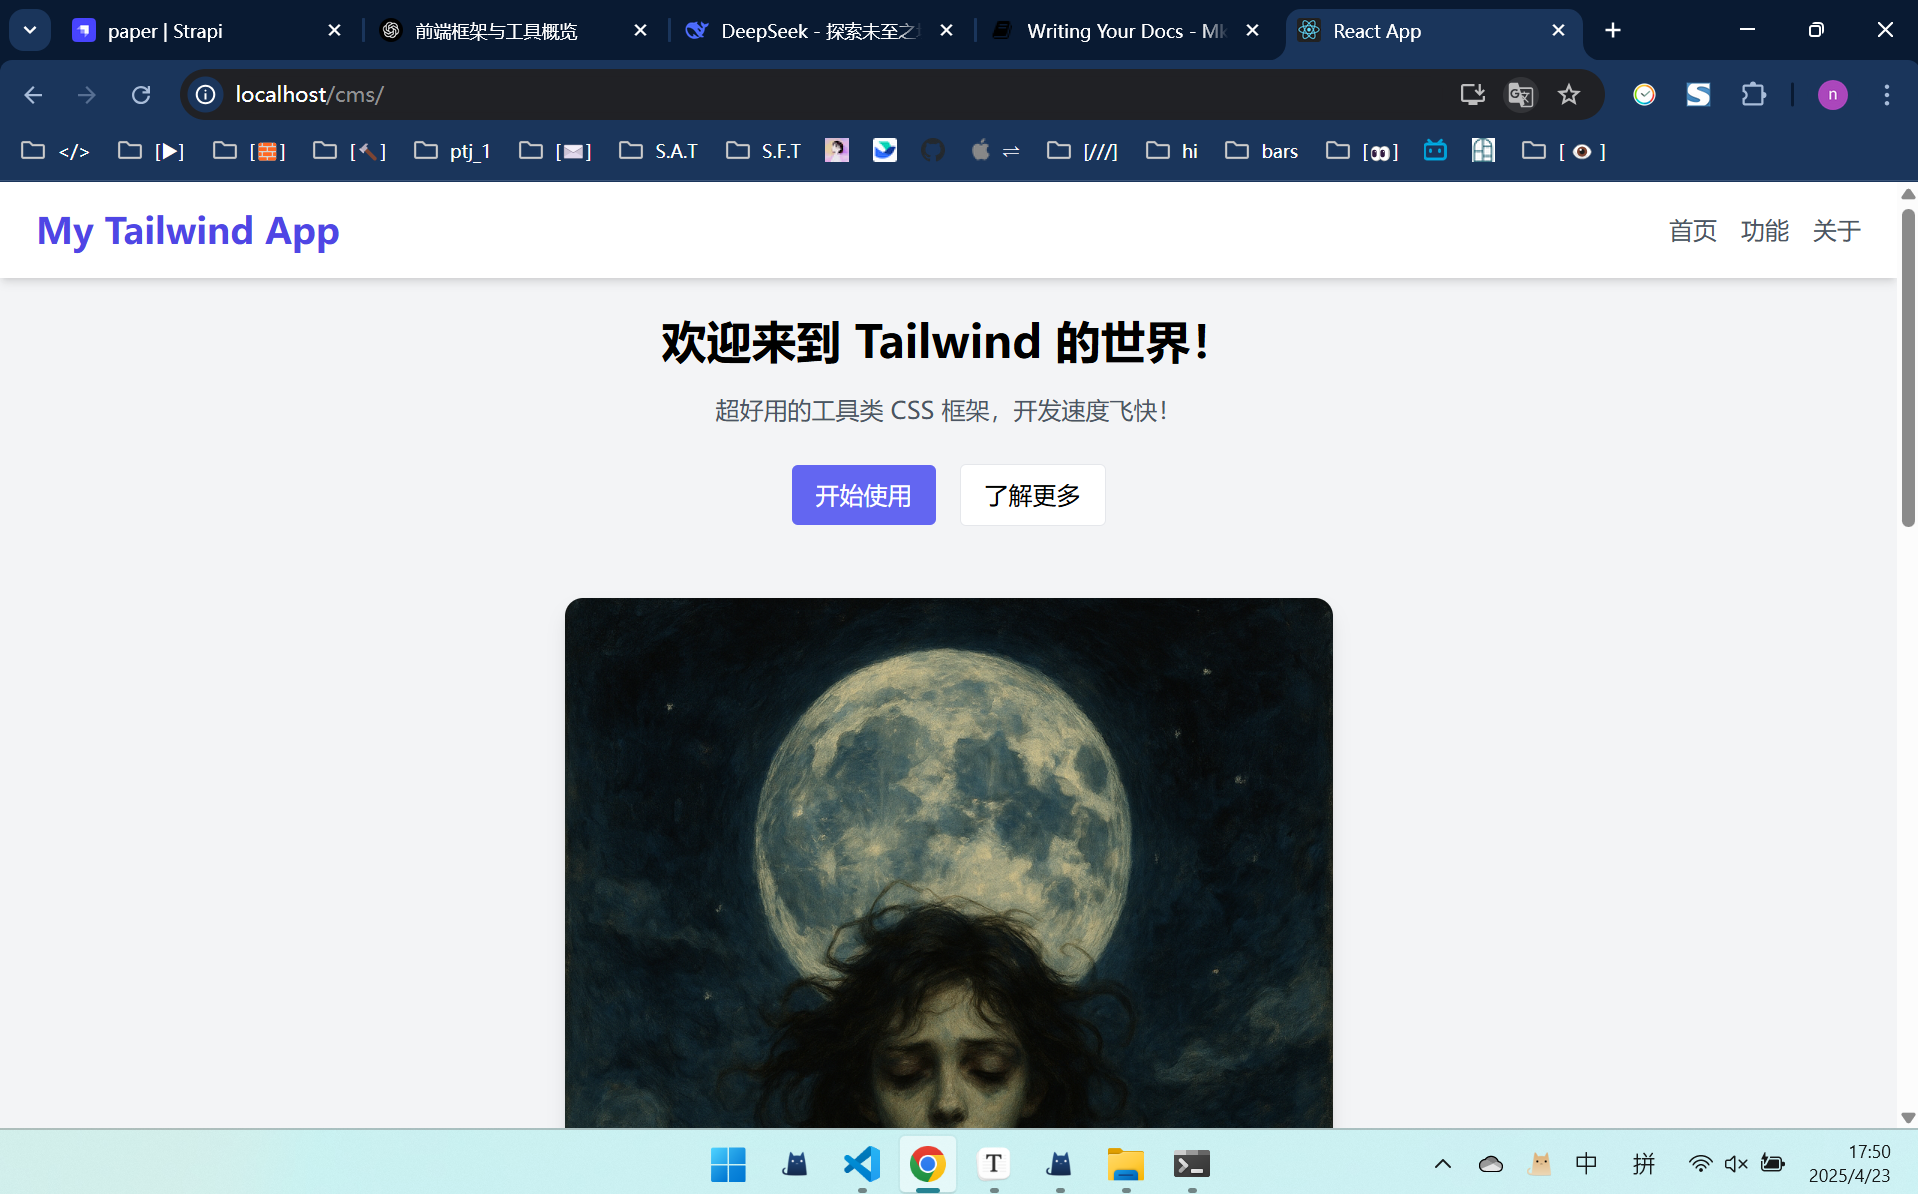 paper | Strapi
前端框架与工具概览
DeepSeek - 探索未至之
Writing Your Docs - Mk
React App
localhost/cms/
n
</>
[▶]
[🧱]
[🔨]
ptj_1
[✉️]
S.A.T
S.F.T
⇌
[///]
hi
bars
[👀]
[ 👁 ]
My Tailwind App
首页
功能
关于
欢迎来到 Tailwind 的世界！
超好用的工具类 CSS 框架，开发速度飞快！
开始使用
了解更多
T
中
拼
17:50
2025/4/23